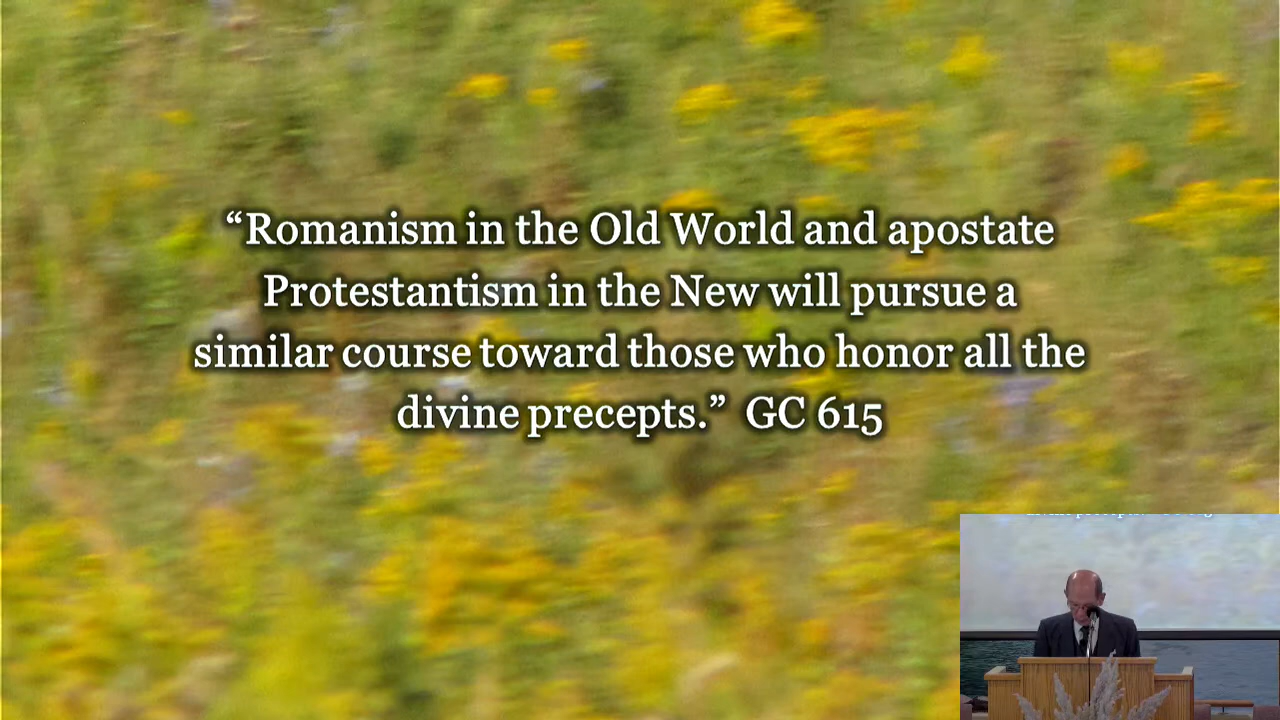 “Romanism in the Old World and apostate
Protestantism in the New will pursue a
similar course toward those who honor all the
divine precepts.” GC 615